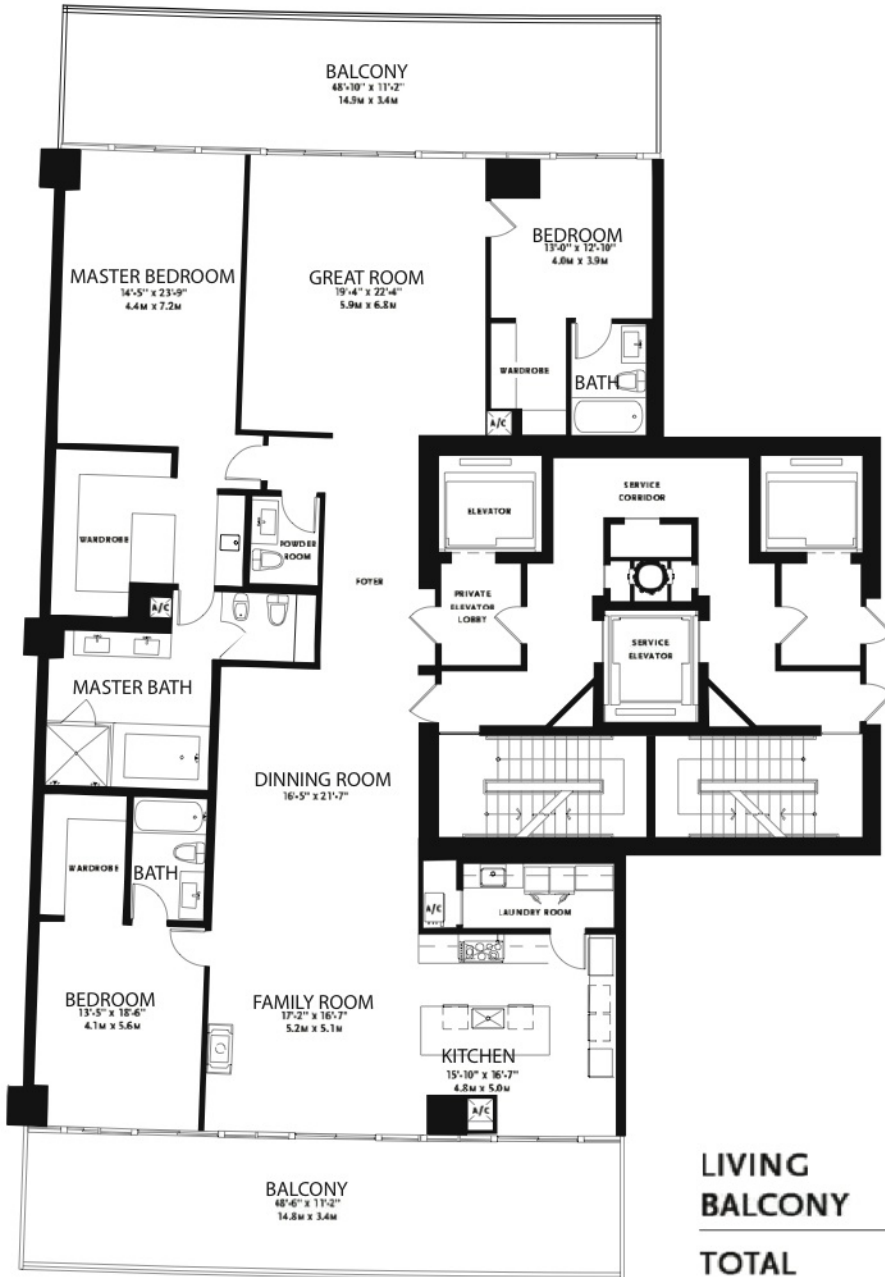 BALCONY
48'-10" x 11'-2"
14.9M x 3.4M
MASTER BEDROOM
14'-5" x 23'-9"
4.4M x 7.2M
GREAT ROOM
19'-4" x 22'-4"
5.9M x 6.8M
BEDROOM
13'-0" x 12'-10"
4.0M x 3.9M
WARDROBE
BATH
A/C
WARDROBE
POWDER
ROOM
A/C
FOYER
ELEVATOR
SERVICE
CORRIDOR
PRIVATE
ELEVATOR
LOBBY
SERVICE
ELEVATOR
MASTER BATH
DINNING ROOM
16'-5" x 21'-7"
WARDROBE
BATH
A/C
LAUNDRY ROOM
BEDROOM
13'-5" x 18'-6"
4.1M x 5.6M
FAMILY ROOM
17'-2" x 16'-7"
5.2M x 5.1M
KITCHEN
15'-10" x 16'-7"
4.8M x 5.0M
A/C
BALCONY
48'-6" x 11'-2"
14.8M x 3.4M
LIVING
BALCONY
TOTAL